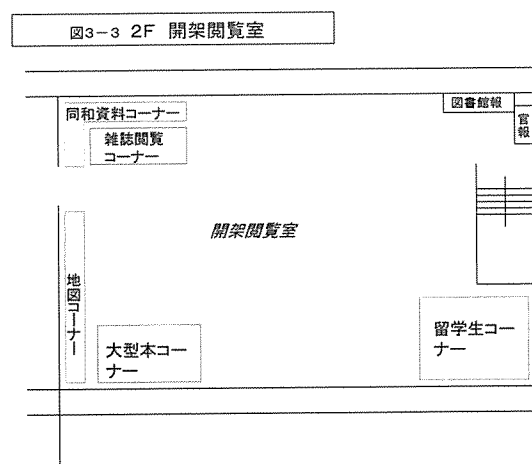 図3-3 2F 開架閲覧室
同和資料コーナー
図書館報
官報
雑誌閲覧
コーナー
開架閲覧室
地図コーナー
大型本コー
ナー
留学生コー
ナー